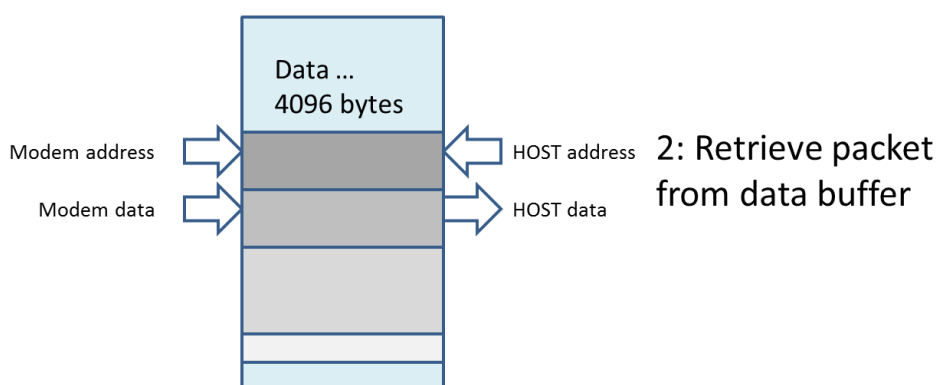 Data ...
4096 bytes
Modem address
HOST address
2: Retrieve packet
from data buffer
Modem data
HOST data